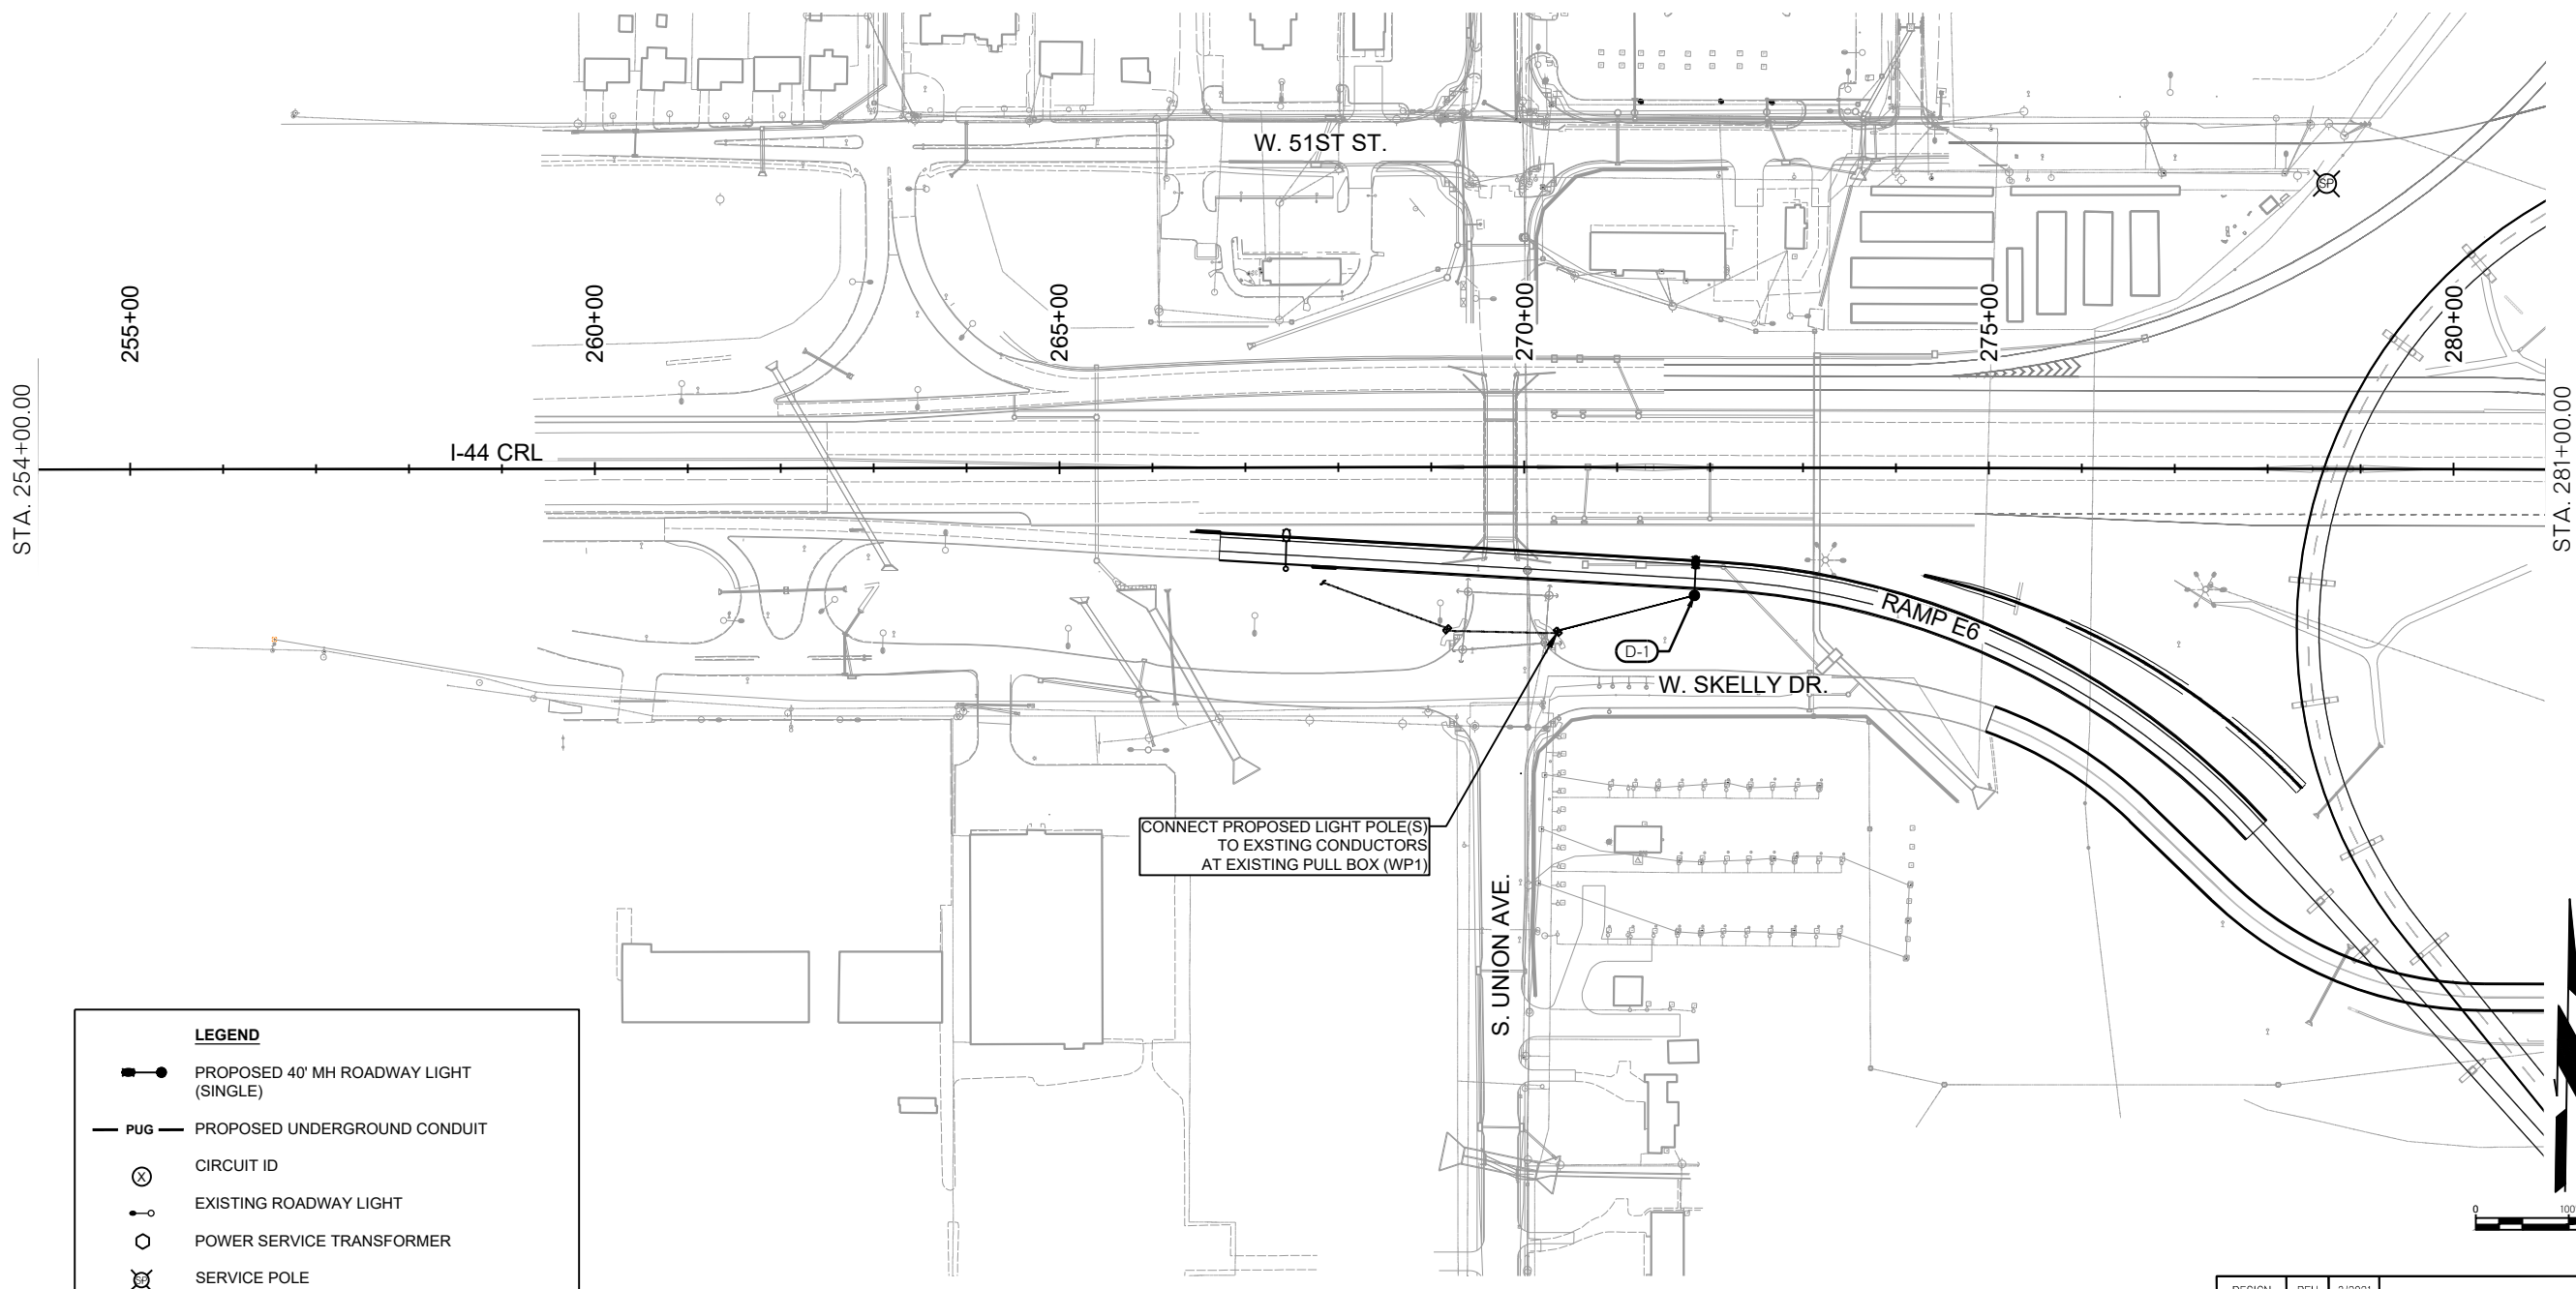 W. 51ST ST.
SP
255+00
260+00
265+00
270+00
275+00
280+00
STA. 254+00.00
STA. 281+00.00
I-44 CRL
RAMP E6
D-1
W. SKELLY DR.
CONNECT PROPOSED LIGHT POLE(S)
TO EXSTING CONDUCTORS
AT EXISTING PULL BOX (WP1)
S. UNION AVE.
LEGEND
PROPOSED 40' MH ROADWAY LIGHT
(SINGLE)
PUG PROPOSED UNDERGROUND CONDUIT
X CIRCUIT ID
EXISTING ROADWAY LIGHT
POWER SERVICE TRANSFORMER
SP SERVICE POLE
0 100'